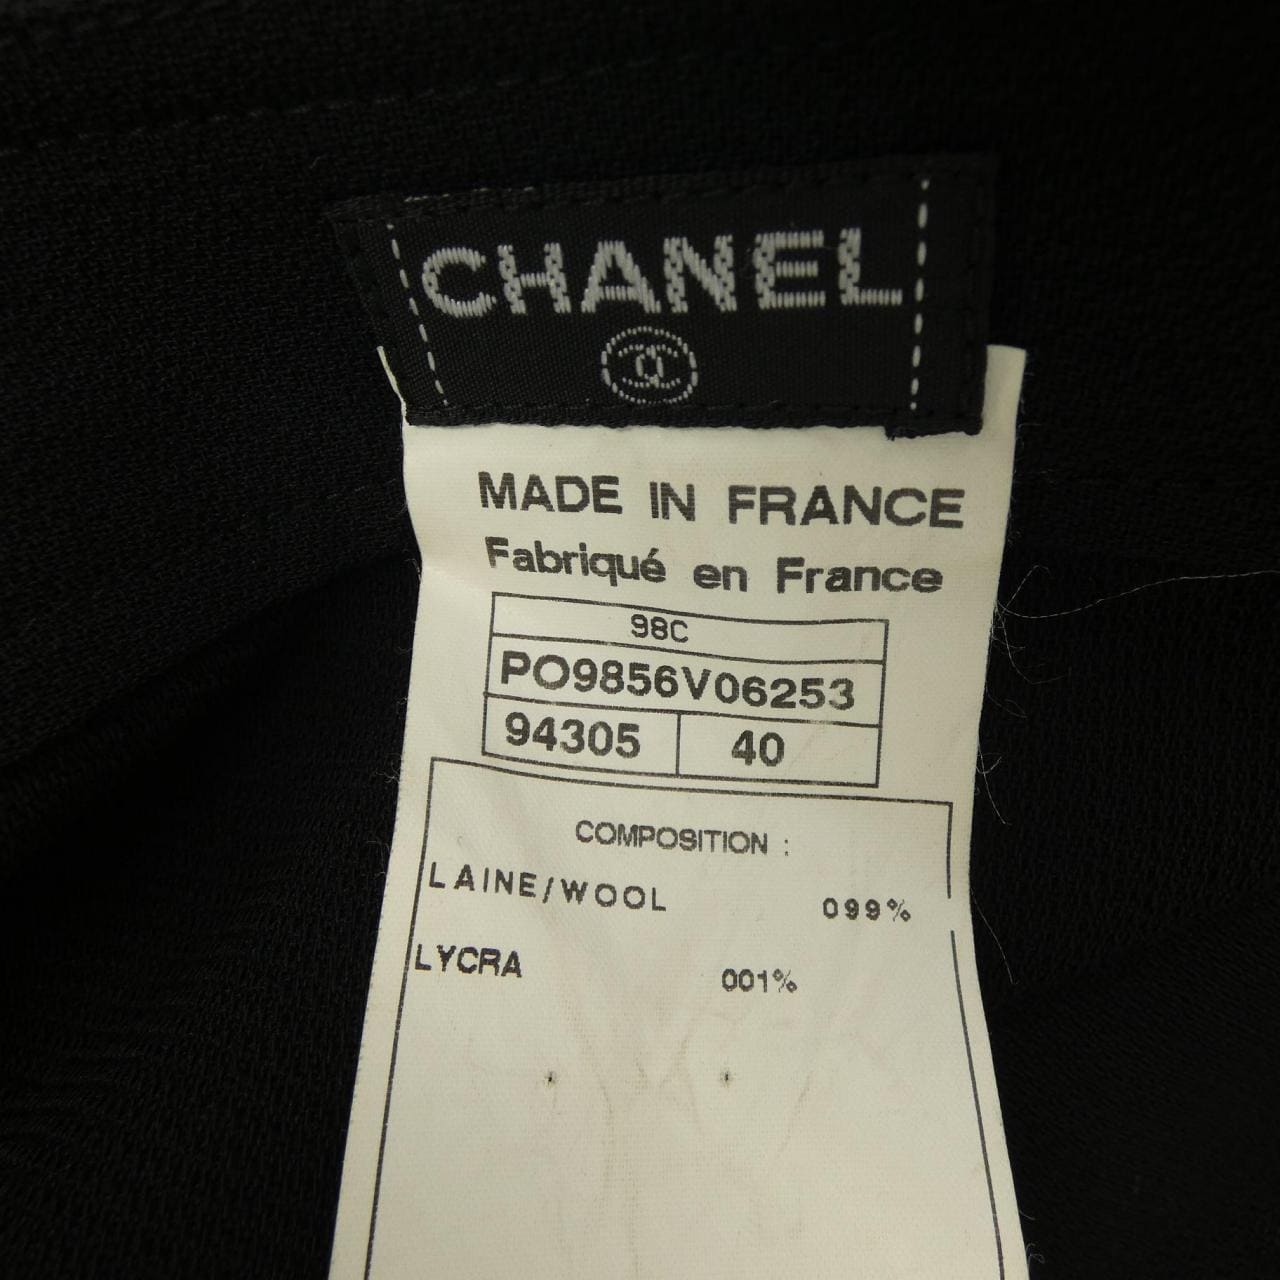 CHANEL
MADE IN FRANCE
Fabriqué en France
98C
PO9856V06253
94305 40
COMPOSITION :
LAINE/WOOL 099%
LYCRA 001%